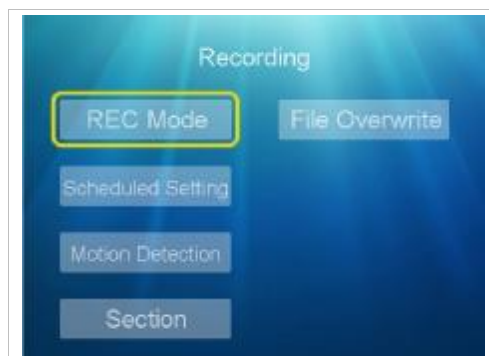 Recording
REC Mode
File Overwrite
Scheduled Setting
Motion Detection
Section